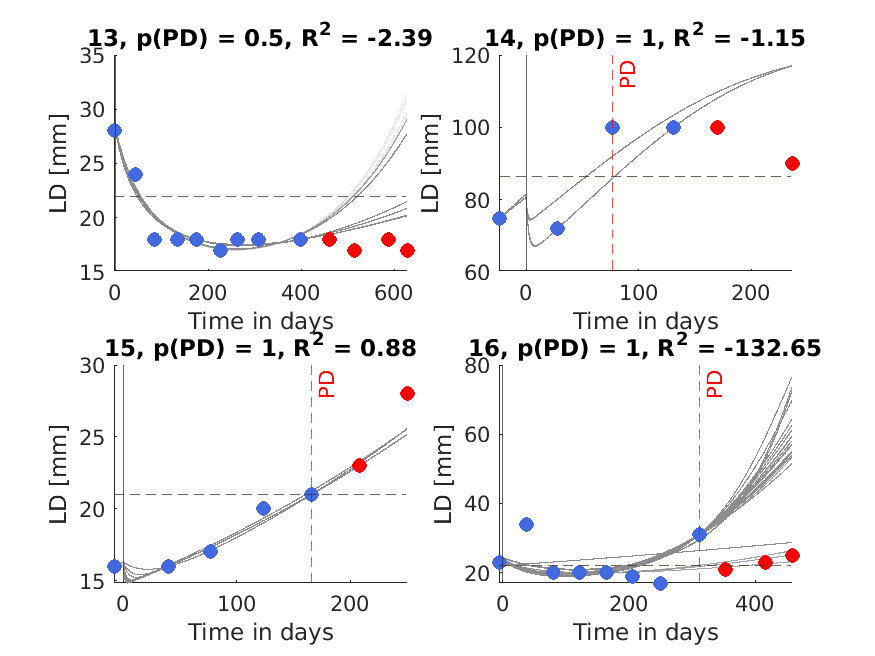 13, p(PD) = 0.5, R² = -2.39
35
30
25
20
15
LD [mm]
0
200
400
600
Time in days
14, p(PD) = 1, R² = -1.15
120
100
80
60
LD [mm]
PD
0
100
200
Time in days
15, p(PD) = 1, R² = 0.88
30
25
20
15
LD [mm]
PD
0
100
200
Time in days
16, p(PD) = 1, R² = -132.65
80
60
40
20
LD [mm]
PD
0
200
400
Time in days